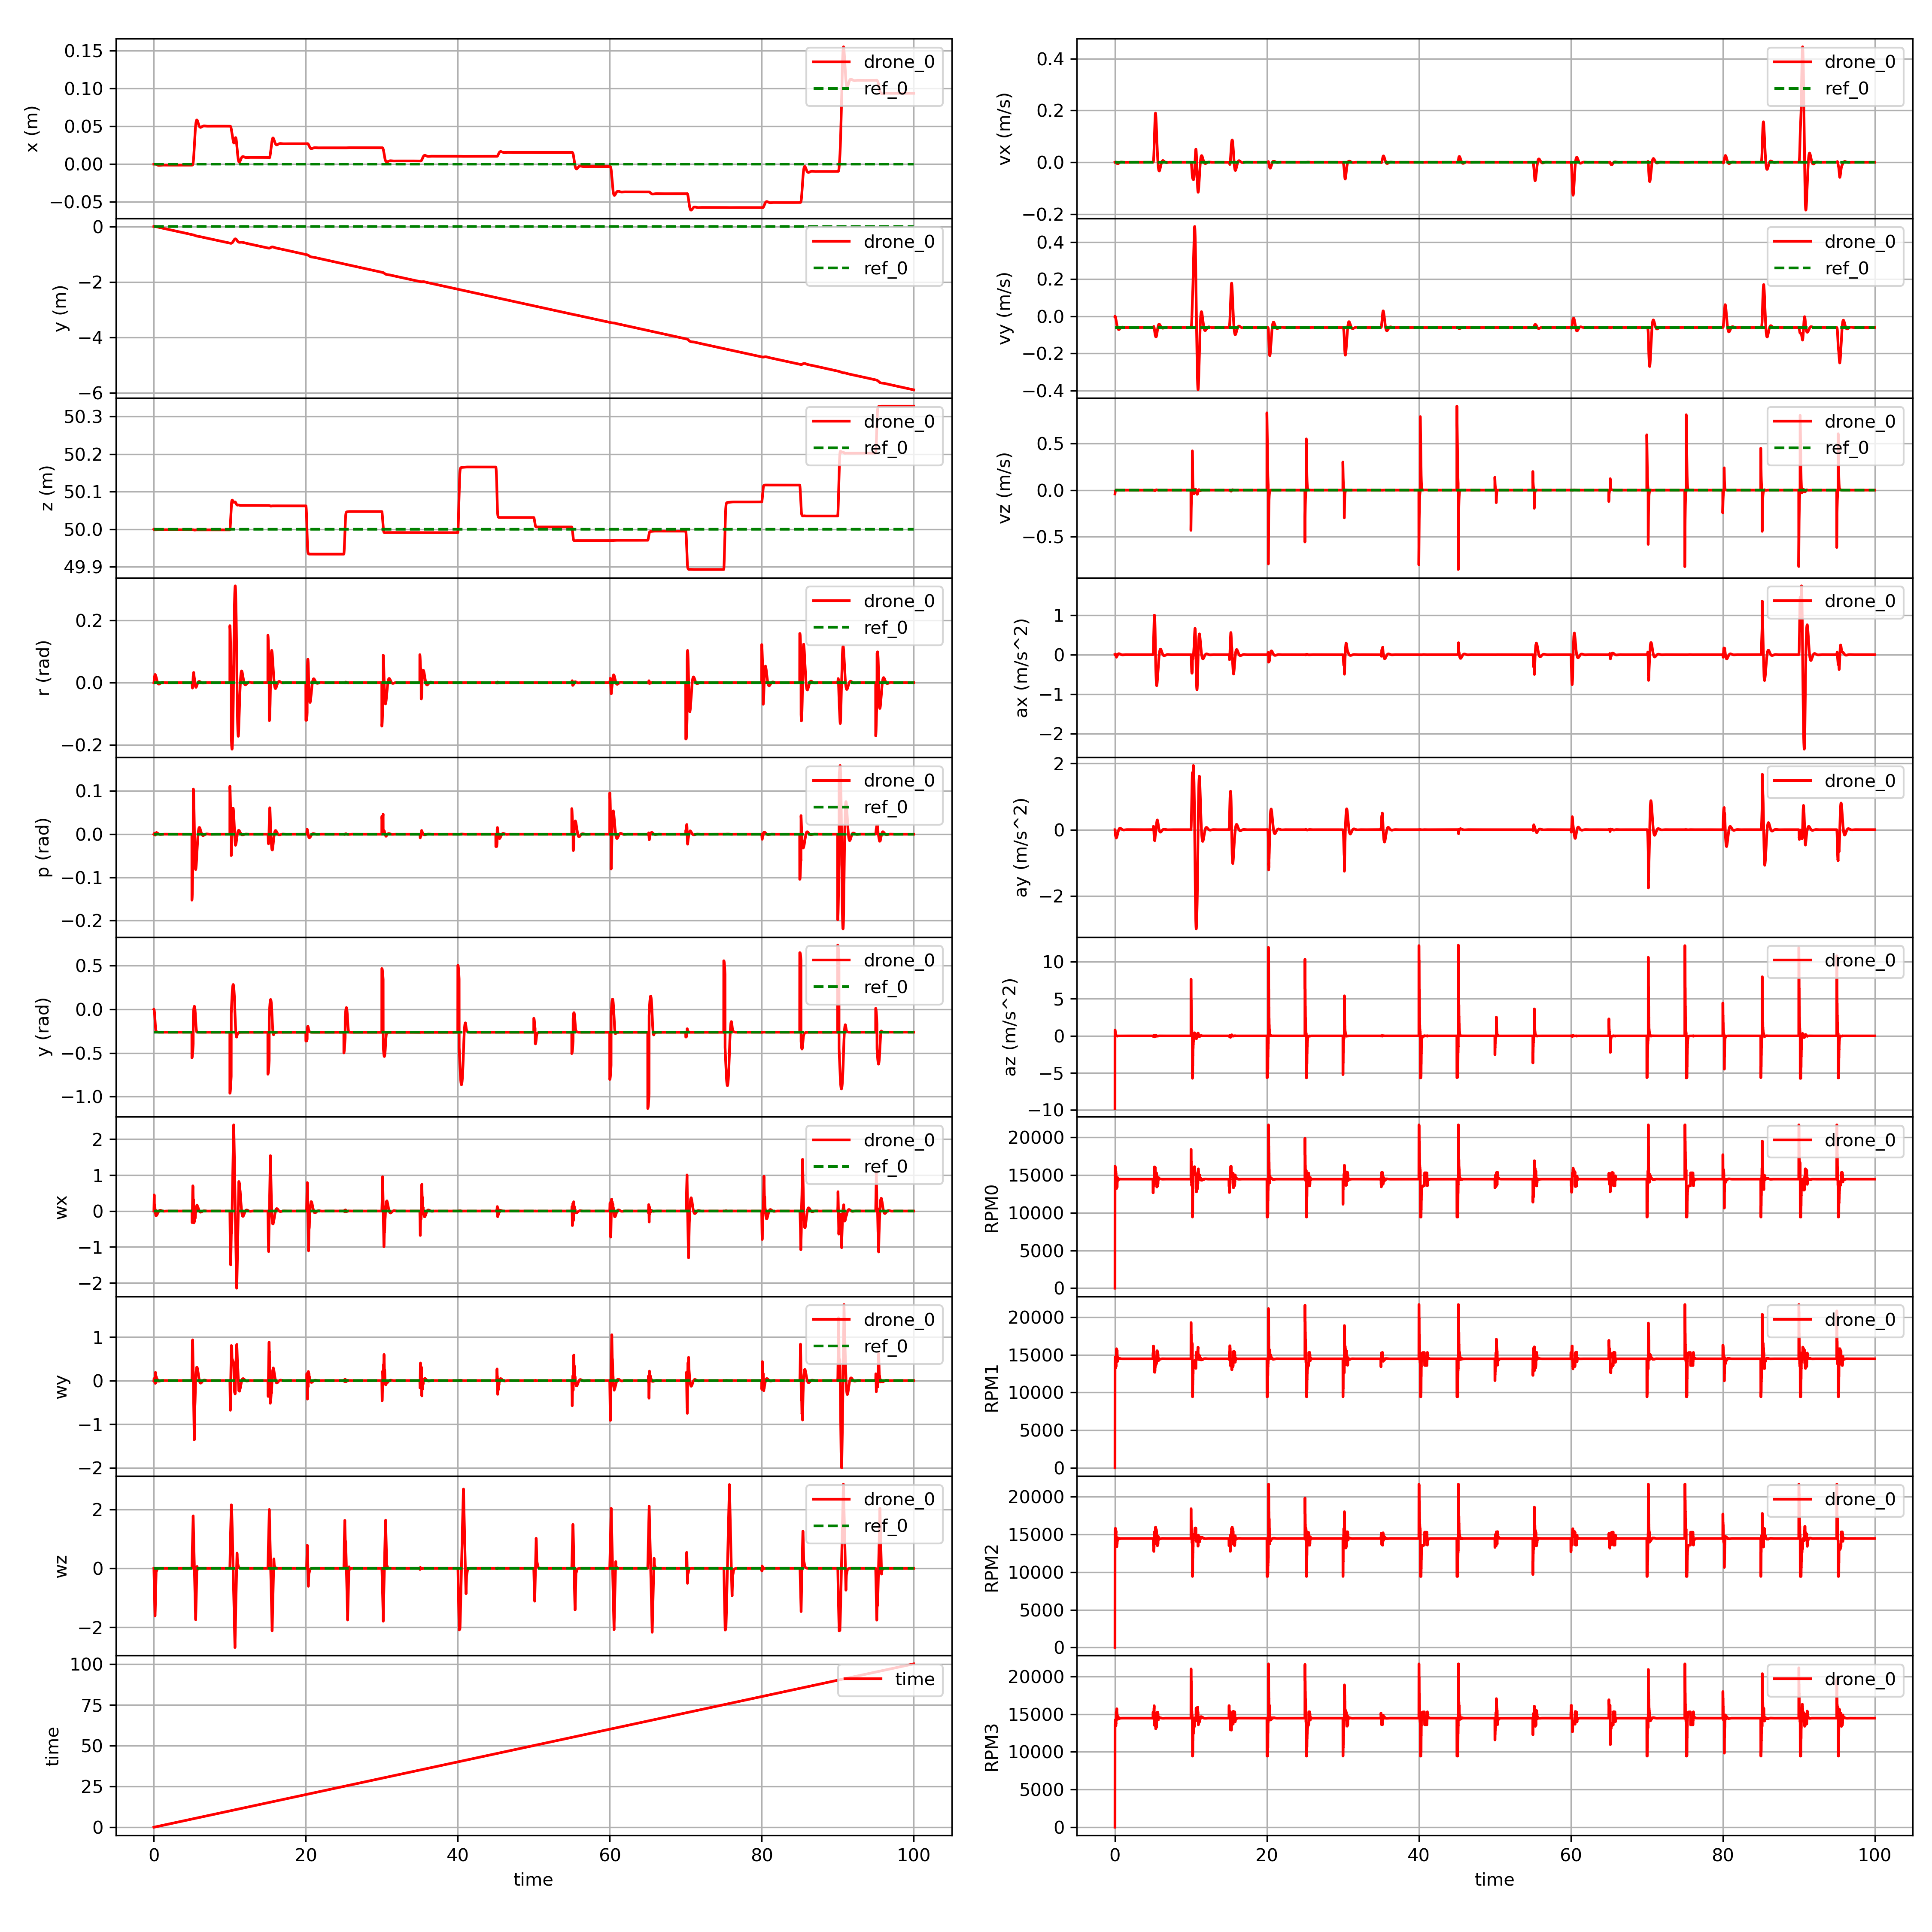 0.15
0.10
0.05
0.00
−0.05
x (m)
drone_0
ref_0
0
−2
−4
−6
y (m)
drone_0
ref_0
50.3
50.2
50.1
50.0
49.9
z (m)
drone_0
ref_0
0.2
0.0
−0.2
r (rad)
drone_0
ref_0
0.1
0.0
−0.1
−0.2
p (rad)
drone_0
ref_0
0.5
0.0
−0.5
−1.0
y (rad)
drone_0
ref_0
2
1
0
−1
−2
wx
drone_0
ref_0
1
0
−1
−2
wy
drone_0
ref_0
2
0
−2
wz
drone_0
ref_0
100
75
50
25
0
time
time
0 20 40 60 80 100
time
0.4
0.2
0.0
−0.2
vx (m/s)
drone_0
ref_0
0.4
0.2
0.0
−0.2
−0.4
vy (m/s)
drone_0
ref_0
0.5
0.0
−0.5
vz (m/s)
drone_0
ref_0
1
0
−1
−2
ax (m/s^2)
drone_0
2
0
−2
ay (m/s^2)
drone_0
10
5
0
−5
−10
az (m/s^2)
drone_0
20000
15000
10000
5000
0
RPM0
drone_0
20000
15000
10000
5000
0
RPM1
drone_0
20000
15000
10000
5000
0
RPM2
drone_0
20000
15000
10000
5000
0
RPM3
drone_0
0 20 40 60 80 100
time